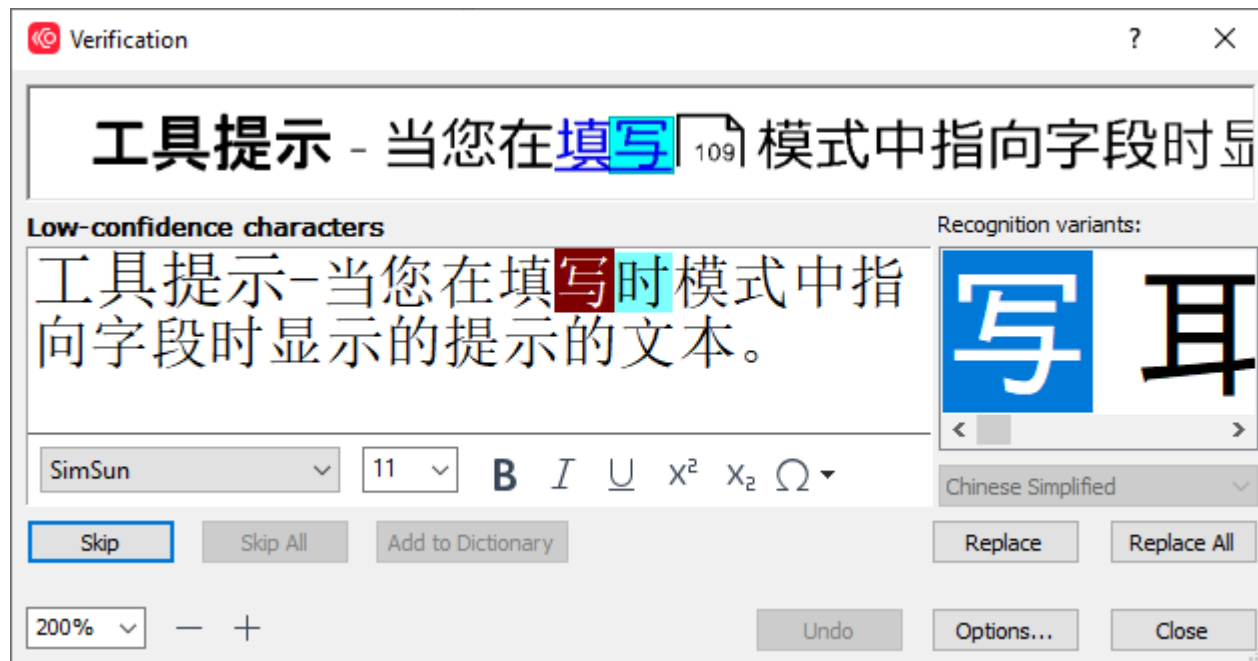 Verification
工具提示 - 当您在填写 109 模式中指向字段时显
Low-confidence characters
Recognition variants:
工具提示-当您在填写时模式中指
向字段时显示的提示的文本。
写 耳
SimSun 11 B I U X² X₂ Ω
Chinese Simplified
Skip Skip All Add to Dictionary Replace Replace All
200% Undo Options... Close